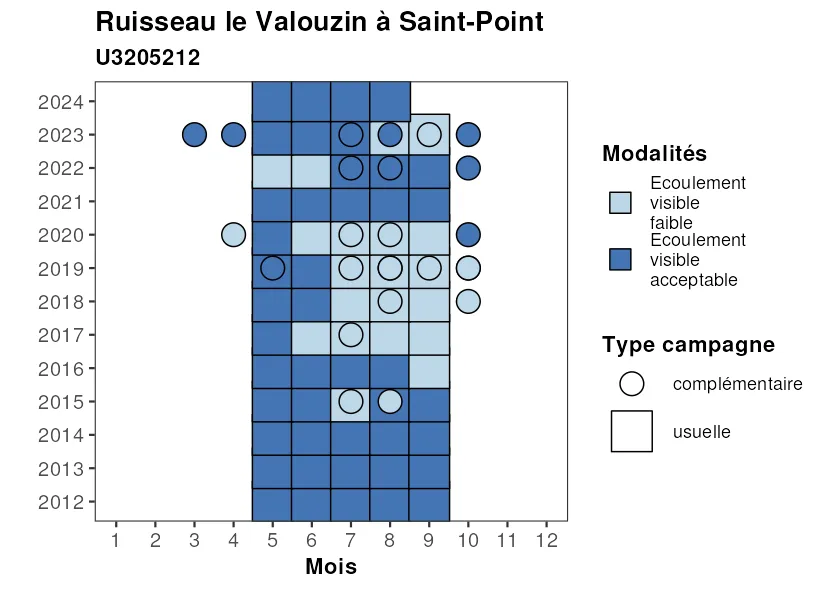 Ruisseau le Valouzin à Saint-Point
U3205212
2024
2023
2022
2021
2020
2019
2018
2017
2016
2015
2014
2013
2012
1 2 3 4 5 6 7 8 9 10 11 12
Mois
Modalités
Ecoulement
visible
faible
Ecoulement
visible
acceptable
Type campagne
complémentaire
usuelle